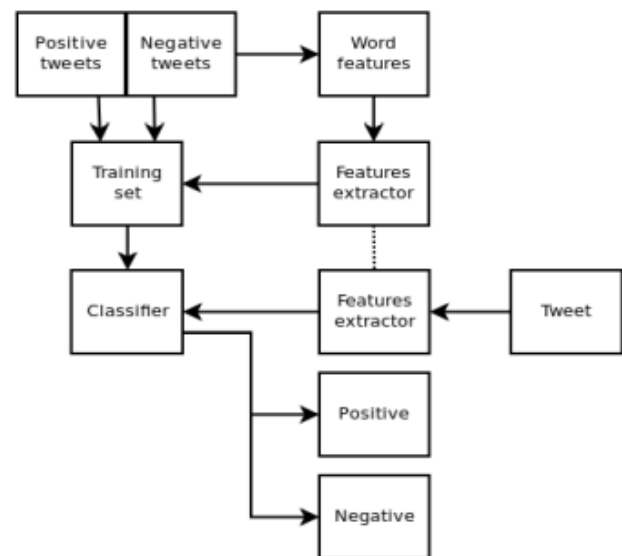 Positive
tweets
Negative
tweets
Word
features
Training
set
Features
extractor
Classifier
Features
extractor
Tweet
Positive
Negative